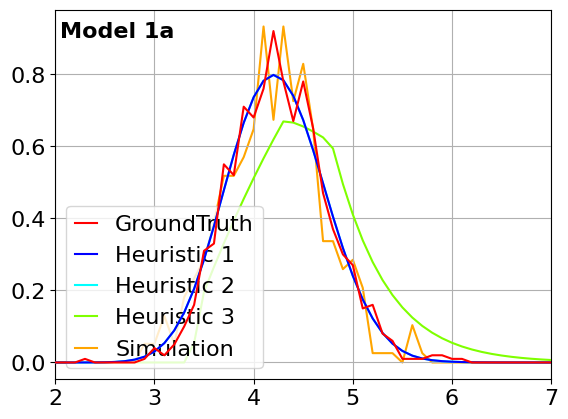 Model 1a
0.8
0.6
0.4
0.2
0.0
GroundTruth
Heuristic 1
Heuristic 2
Heuristic 3
Simulation
2 3 4 5 6 7